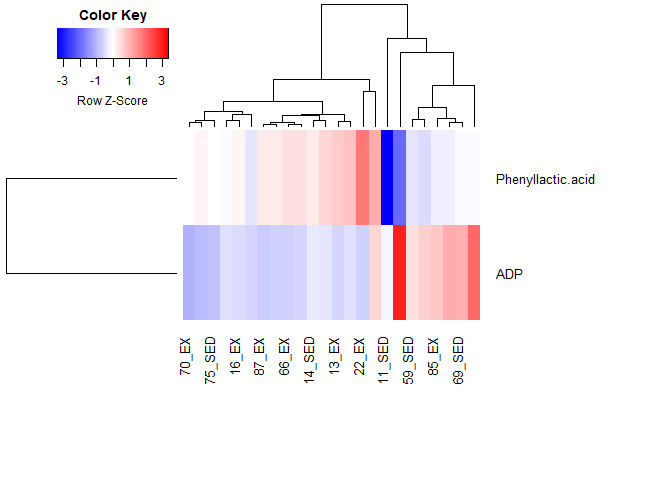 Color Key
-3 -1 1 3
Row Z-Score
Phenyllactic.acid
ADP
70_EX
75_SED
16_EX
87_EX
66_EX
14_SED
13_EX
22_EX
11_SED
59_SED
85_EX
69_SED